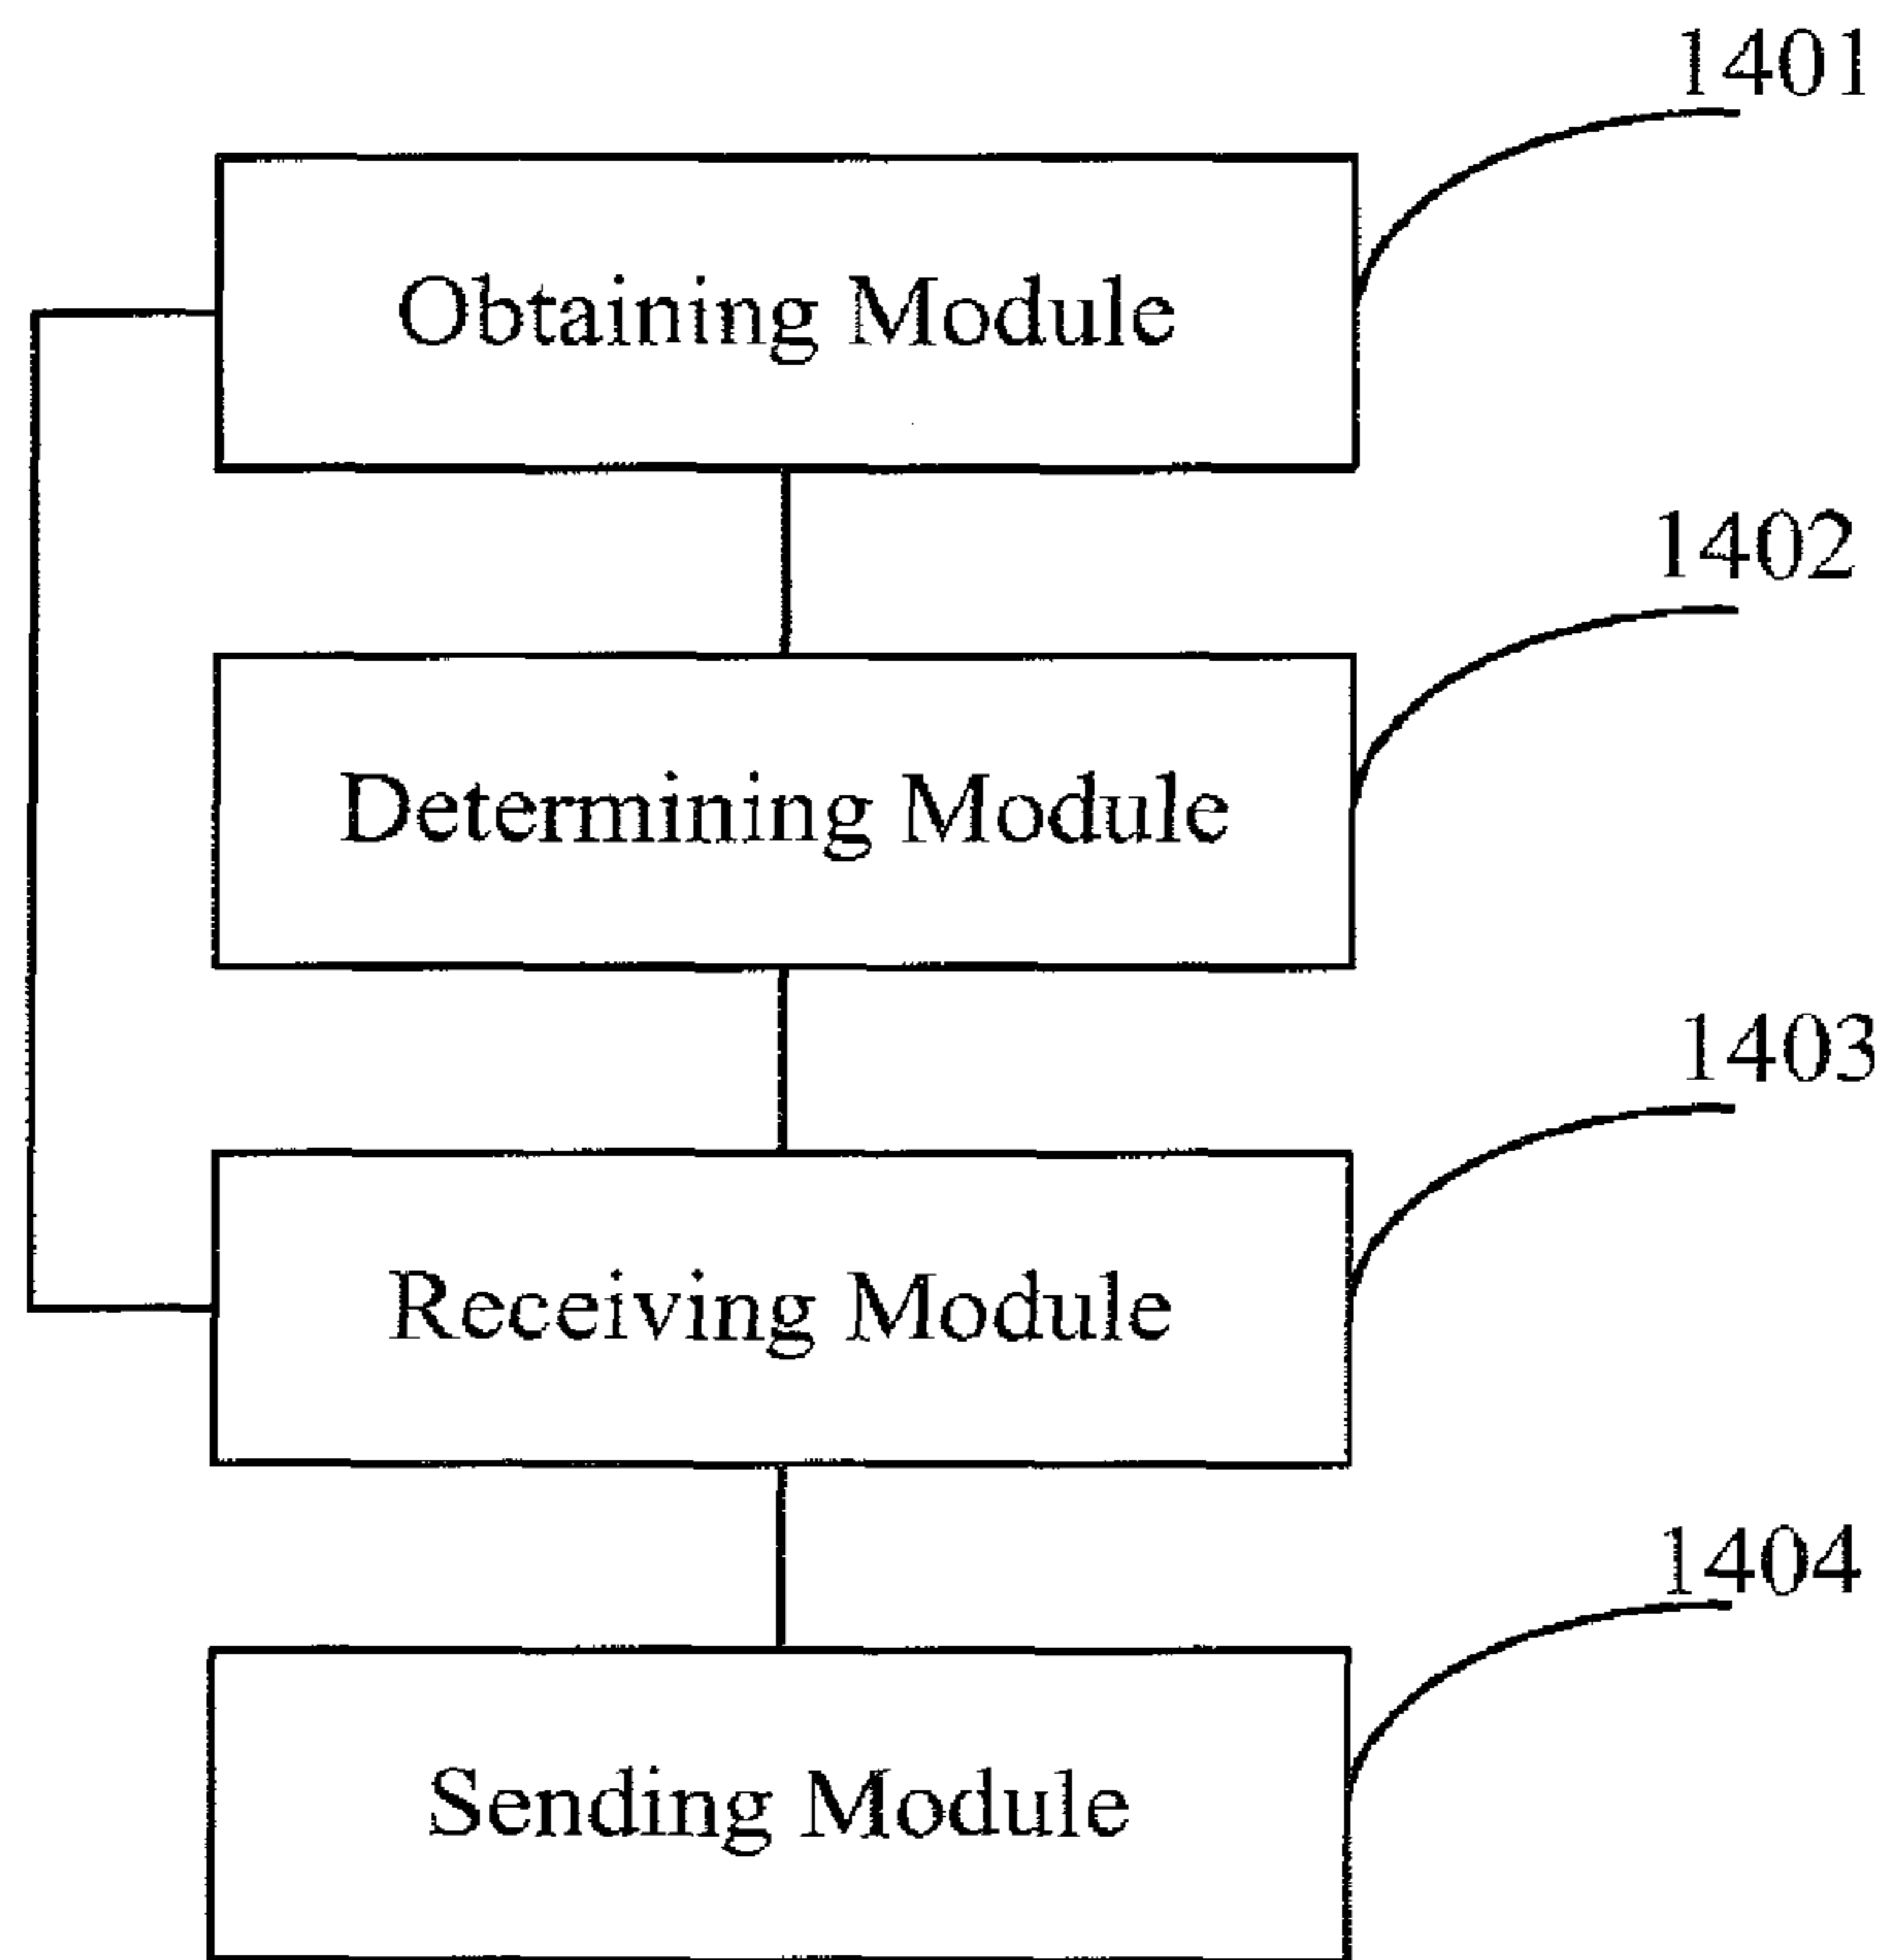 1401
Obtaining Module
1402
Determining Module
1403
Receiving Module
1404
Sending Module